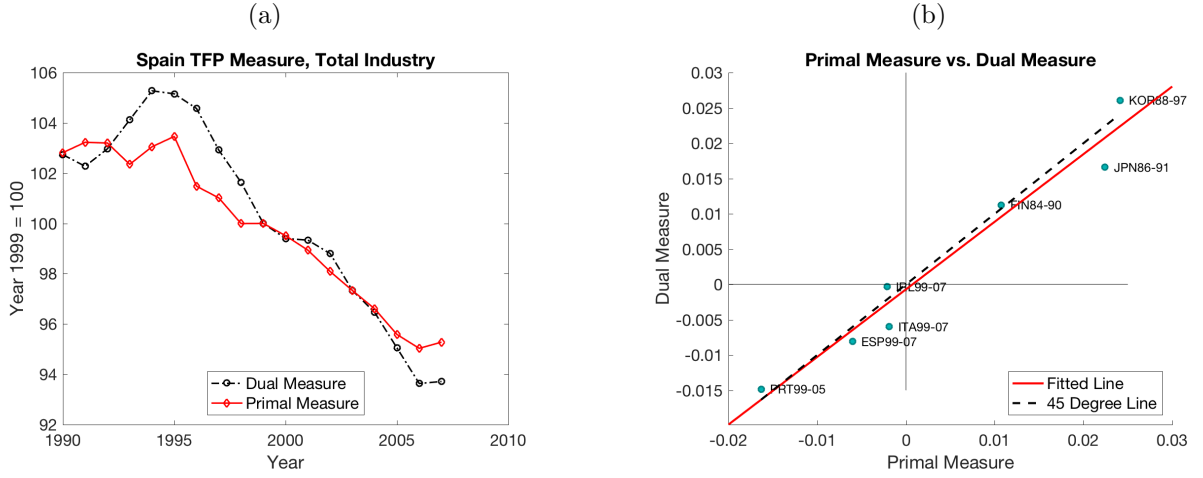 (a)
Spain TFP Measure, Total Industry
106
104
102
100
98
96
94
92
Year 1999 = 100
Dual Measure
Primal Measure
1990 1995 2000 2005 2010
Year
(b)
Primal Measure vs. Dual Measure
0.03
0.025
0.02
0.015
0.01
0.005
0
-0.005
-0.01
-0.015
Dual Measure
KOR88-97
JPN86-91
FIN84-90
IRL99-07
ITA99-07
ESP99-07
PRT99-05
Fitted Line
45 Degree Line
-0.02 -0.01 0 0.01 0.02 0.03
Primal Measure